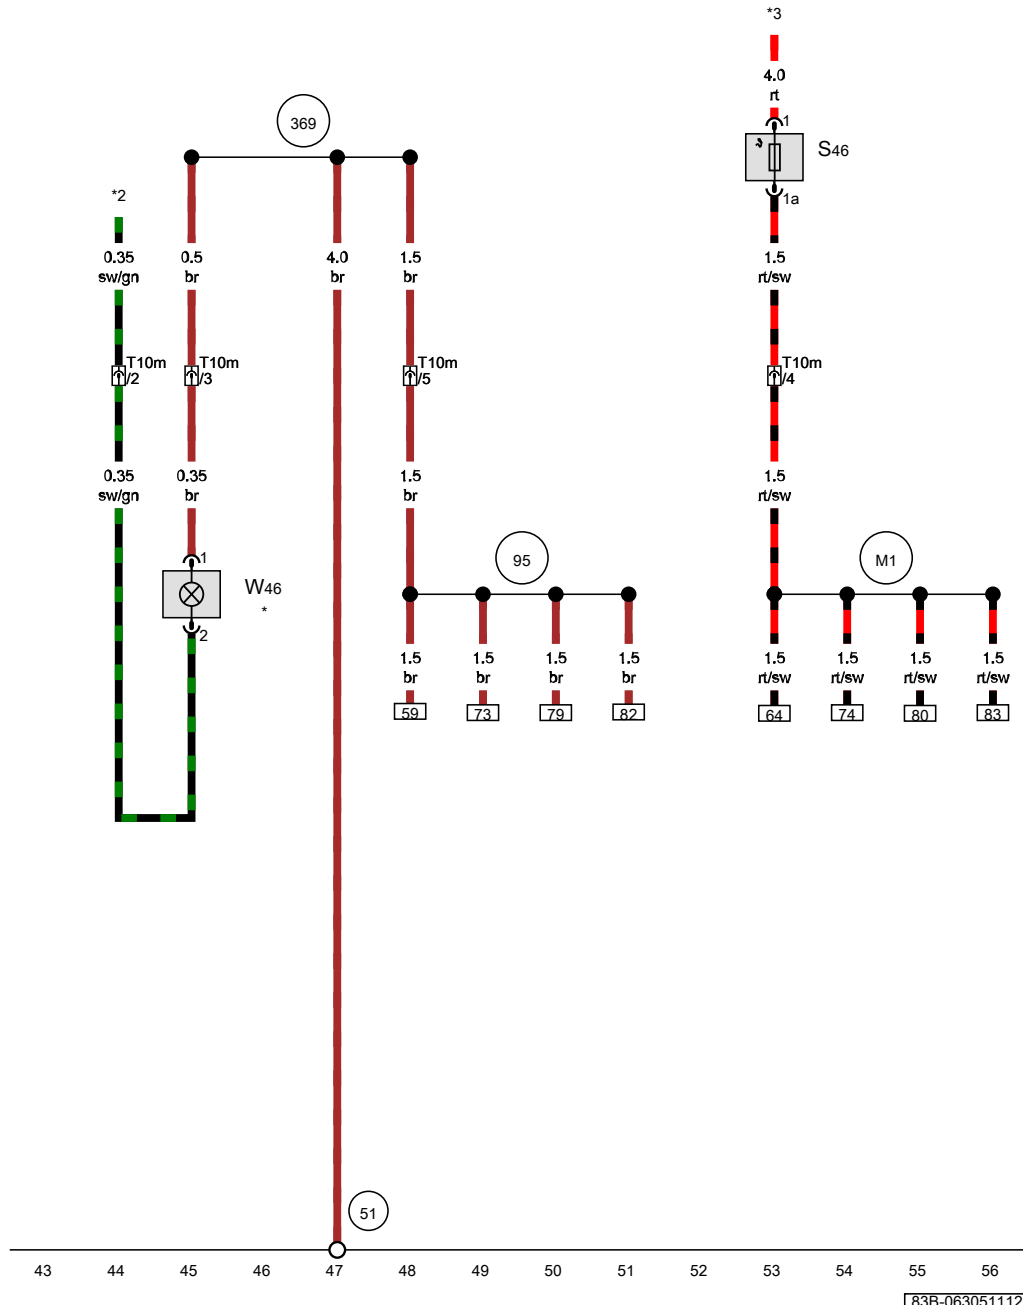 *3
4.0
rt
1
S46
1a
369
*2
0.35
sw/gn
0.5
br
4.0
br
1.5
br
1.5
rt/sw
T10m
/2
T10m
/3
T10m
/5
T10m
/4
0.35
sw/gn
0.35
br
1.5
br
1.5
rt/sw
1
W46
*
2
95
M1
1.5
br
1.5
br
1.5
br
1.5
br
1.5
rt/sw
1.5
rt/sw
1.5
rt/sw
1.5
rt/sw
59
73
79
82
64
74
80
83
51
43 44 45 46 47 48 49 50 51 52 53 54 55 56
83B-063051112